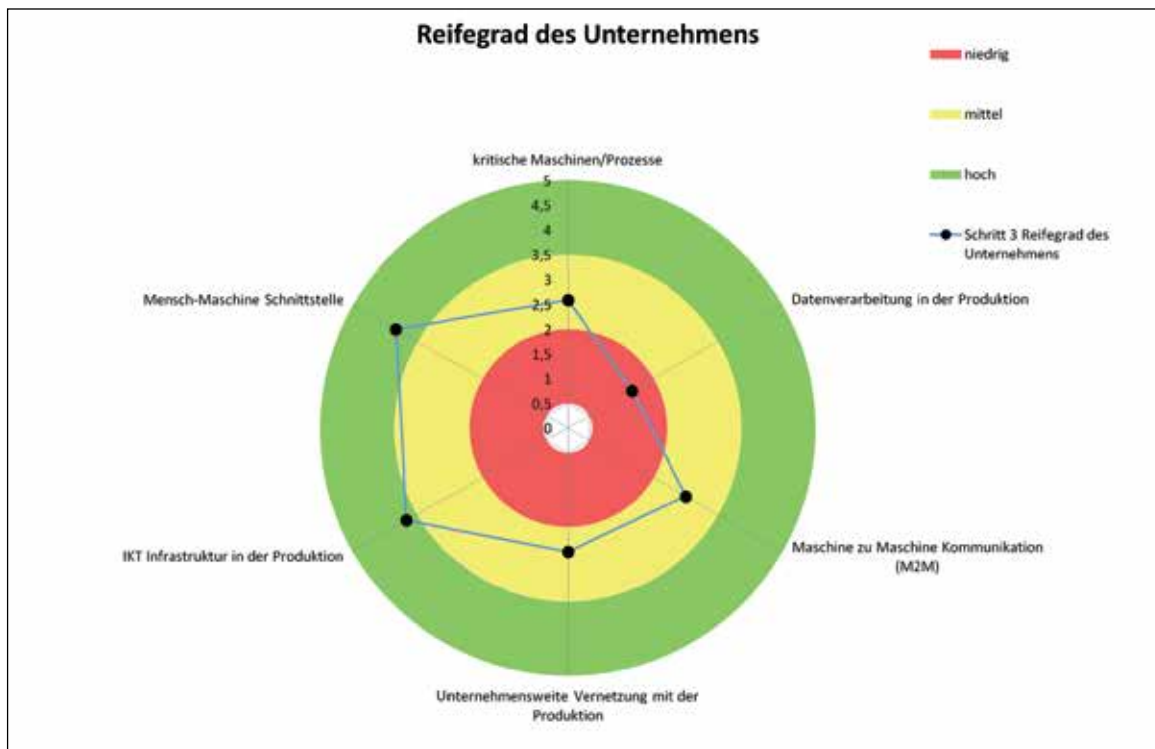 Reifegrad des Unternehmens
niedrig
mittel
hoch
Schritt 3 Reifegrad des
Unternehmens
kritische Maschinen/Prozesse
5
4,5
4
3,5
3
2,5
2
1,5
1
0,5
0
Mensch-Maschine Schnittstelle
Datenverarbeitung in der Produktion
IKT Infrastruktur in der Produktion
Maschine zu Maschine Kommunikation
(M2M)
Unternehmensweite Vernetzung mit der
Produktion